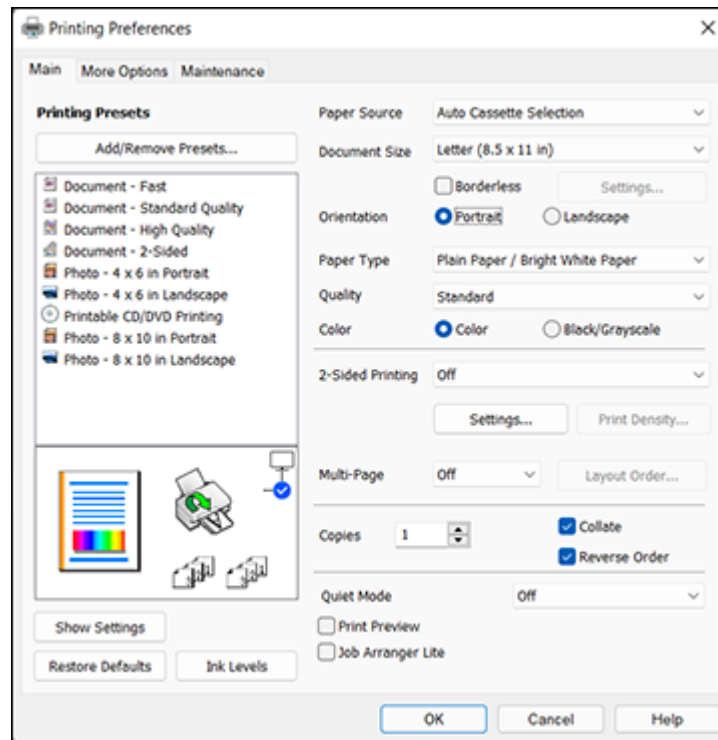 Printing Preferences
Main More Options Maintenance
Printing Presets
Add/Remove Presets...
Document - Fast
Document - Standard Quality
Document - High Quality
Document - 2-Sided
Photo - 4 x 6 in Portrait
Photo - 4 x 6 in Landscape
Printable CD/DVD Printing
Photo - 8 x 10 in Portrait
Photo - 8 x 10 in Landscape
Show Settings
Restore Defaults Ink Levels
Paper Source Auto Cassette Selection
Document Size Letter (8.5 x 11 in)
Borderless Settings...
Orientation Portrait Landscape
Paper Type Plain Paper / Bright White Paper
Quality Standard
Color Color Black/Grayscale
2-Sided Printing Off
Settings... Print Density...
Multi-Page Off Layout Order...
Copies 1 Collate
Reverse Order
Quiet Mode Off
Print Preview
Job Arranger Lite
OK Cancel Help